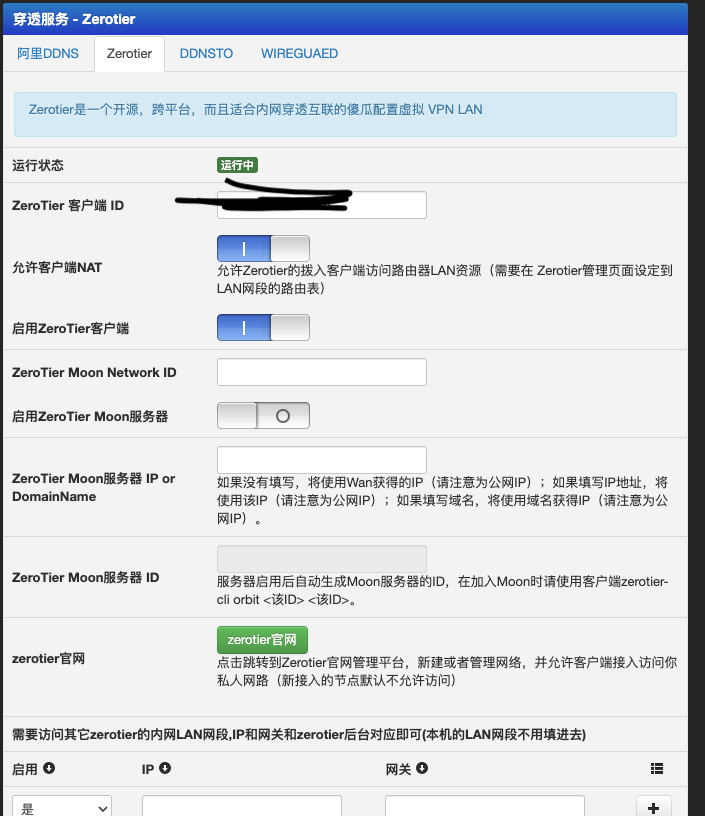 穿透服务 - Zerotier
阿里DDNS Zerotier DDNSTO WIREGUAED
Zerotier是一个开源，跨平台，而且适合内网穿透互联的傻瓜配置虚拟 VPN LAN
运行状态 运行中
ZeroTier 客户端 ID
允许客户端NAT
允许Zerotier的拨入客户端访问路由器LAN资源（需要在 Zerotier管理页面设定到
LAN网段的路由表）
启用ZeroTier客户端
ZeroTier Moon Network ID
启用ZeroTier Moon服务器
ZeroTier Moon服务器 IP or
DomainName
如果没有填写，将使用Wan获得的IP（请注意为公网IP）；如果填写IP地址，将
使用该IP（请注意为公网IP）；如果填写域名，将使用域名获得IP（请注意为公
网IP）。
ZeroTier Moon服务器 ID
服务器启用后自动生成Moon服务器的ID，在加入Moon时请使用客户端zerotier-
cli orbit <该ID> <该ID>。
zerotier官网
zerotier官网
点击跳转到Zerotier官网管理平台，新建或者管理网络，并允许客户端接入访问你
私人网路（新接入的节点默认不允许访问）
需要访问其它zerotier的内网LAN网段,IP和网关和zerotier后台对应即可(本机的LAN网段不用填进去)
启用 IP 网关
是